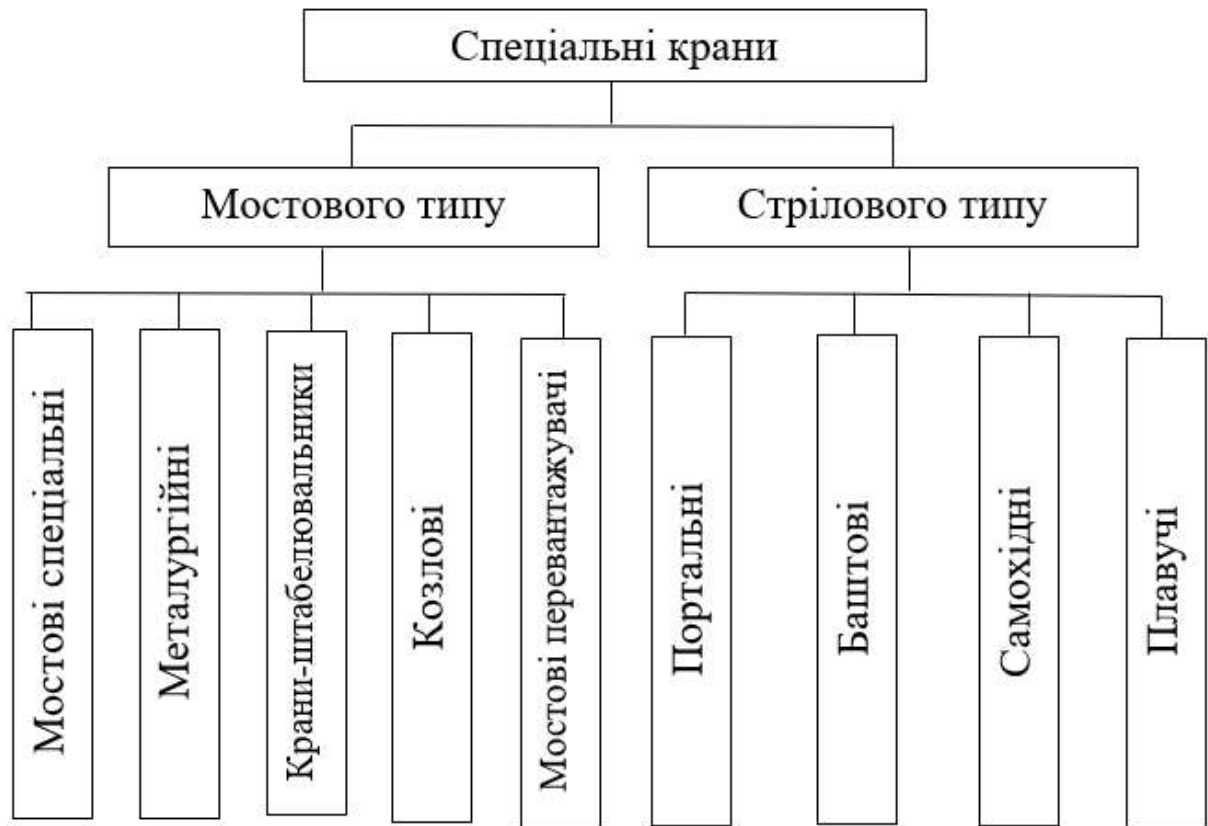 Спеціальні крани
Мостового типу
Стрілового типу
Мостові спеціальні
Металургійні
Крани-штабелювальники
Козлові
Мостові перевантажувачі
Портальні
Баштові
Самохідні
Плавучі